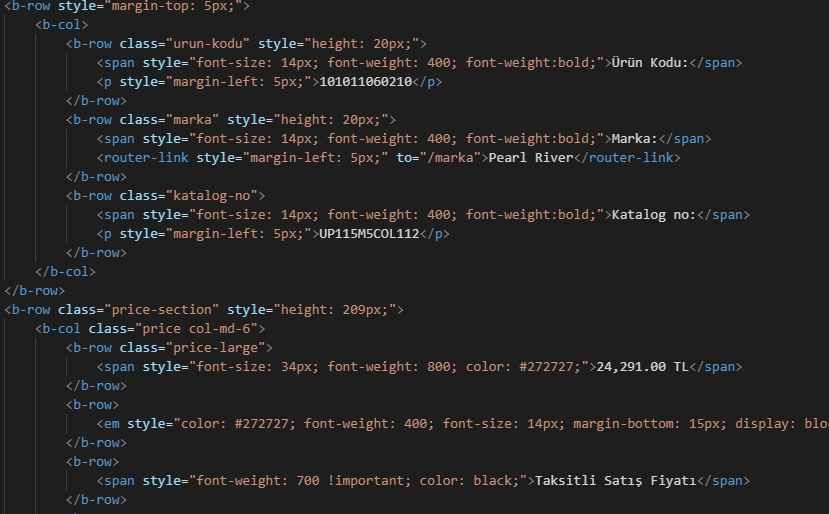 <b-row style="margin-top: 5px;">
<b-col>
<b-row class="urun-kodu" style="height: 20px;">
<span style="font-size: 14px; font-weight: 400; font-weight:bold;">Ürün Kodu:</span>
<p style="margin-left: 5px;">101011060210</p>
</b-row>
<b-row class="marka" style="height: 20px;">
<span style="font-size: 14px; font-weight: 400; font-weight:bold;">Marka:</span>
<router-link style="margin-left: 5px;" to="/marka">Pearl River</router-link>
</b-row>
<b-row class="katalog-no">
<span style="font-size: 14px; font-weight: 400; font-weight:bold;">Katalog no:</span>
<p style="margin-left: 5px;">UP115M5COL112</p>
</b-row>
</b-col>
</b-row>
<b-row class="price-section" style="height: 209px;">
<b-col class="price col-md-6">
<b-row class="price-large">
<span style="font-size: 34px; font-weight: 800; color: #272727;">24,291.00 TL</span>
</b-row>
<b-row>
<em style="color: #272727; font-weight: 400; font-size: 14px; margin-bottom: 15px; display: blo
</b-row>
<b-row>
<span style="font-weight: 700 !important; color: black;">Taksitli Satış Fiyatı</span>
</b-row>